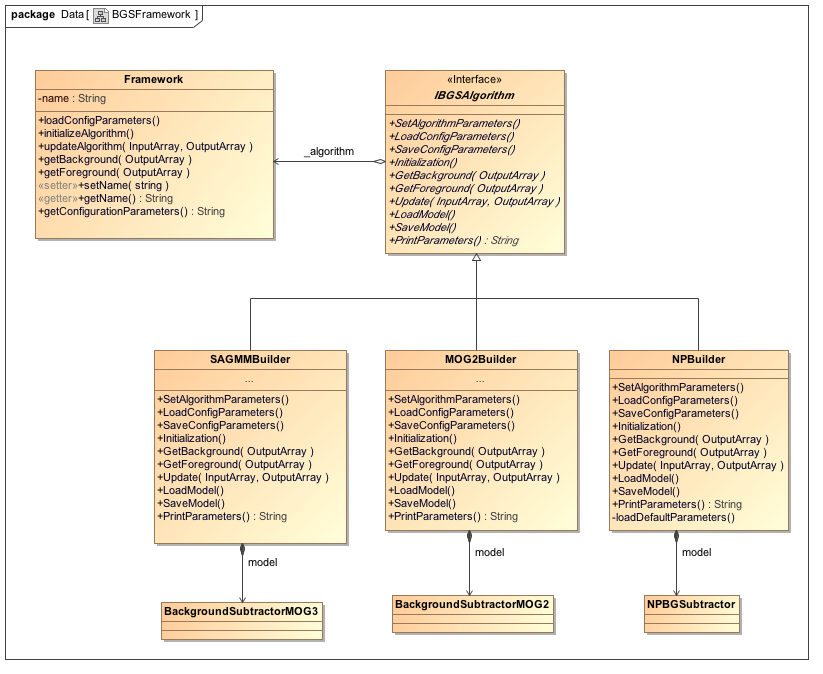 package Data[ BGSFramework ]
Framework
-name : String
+loadConfigParameters()
+initializeAlgorithm()
+updateAlgorithm( InputArray, OutputArray )
+getBackground( OutputArray )
+getForeground( OutputArray )
«setter»+setName( string )
«getter»+getName() : String
+getConfigurationParameters() : String
_algorithm
«Interface»
IBGSAlgorithm
+SetAlgorithmParameters()
+LoadConfigParameters()
+SaveConfigParameters()
+Initialization()
+GetBackground( OutputArray )
+GetForeground( OutputArray )
+Update( InputArray, OutputArray )
+LoadModel()
+SaveModel()
+PrintParameters() : String
SAGMMBuilder
...
+SetAlgorithmParameters()
+LoadConfigParameters()
+SaveConfigParameters()
+Initialization()
+GetBackground( OutputArray )
+GetForeground( OutputArray )
+Update( InputArray, OutputArray )
+LoadModel()
+SaveModel()
+PrintParameters() : String
model
BackgroundSubtractorMOG3
MOG2Builder
...
+SetAlgorithmParameters()
+LoadConfigParameters()
+SaveConfigParameters()
+Initialization()
+GetBackground( OutputArray )
+GetForeground( OutputArray )
+Update( InputArray, OutputArray )
+LoadModel()
+SaveModel()
+PrintParameters() : String
model
BackgroundSubtractorMOG2
NPBuilder
+SetAlgorithmParameters()
+LoadConfigParameters()
+SaveConfigParameters()
+Initialization()
+GetBackground( OutputArray )
+GetForeground( OutputArray )
+Update( InputArray, OutputArray )
+LoadModel()
+SaveModel()
+PrintParameters() : String
-loadDefaultParameters()
model
NPBGSubtractor